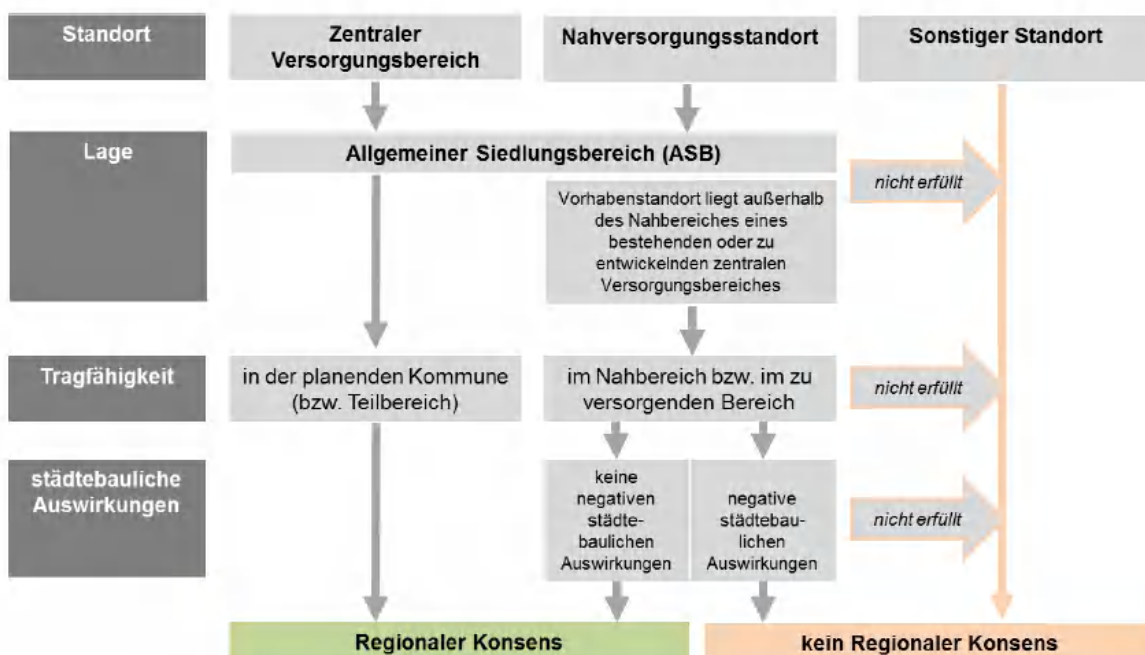 Standort
Zentraler
Versorgungsbereich
Nahversorgungsstandort
Sonstiger Standort
Lage
Allgemeiner Siedlungsbereich (ASB)
nicht erfüllt
Vorhabenstandort liegt außerhalb
des Nahbereiches eines
bestehenden oder zu
entwickelnden zentralen
Versorgungsbereiches
Tragfähigkeit
in der planenden Kommune
(bzw. Teilbereich)
im Nahbereich bzw. im zu
versorgenden Bereich
nicht erfüllt
städtebauliche
Auswirkungen
keine
negativen
städte-
baulichen
Auswirkungen
negative
städtebau-
lichen
Auswirkungen
nicht erfüllt
Regionaler Konsens
kein Regionaler Konsens